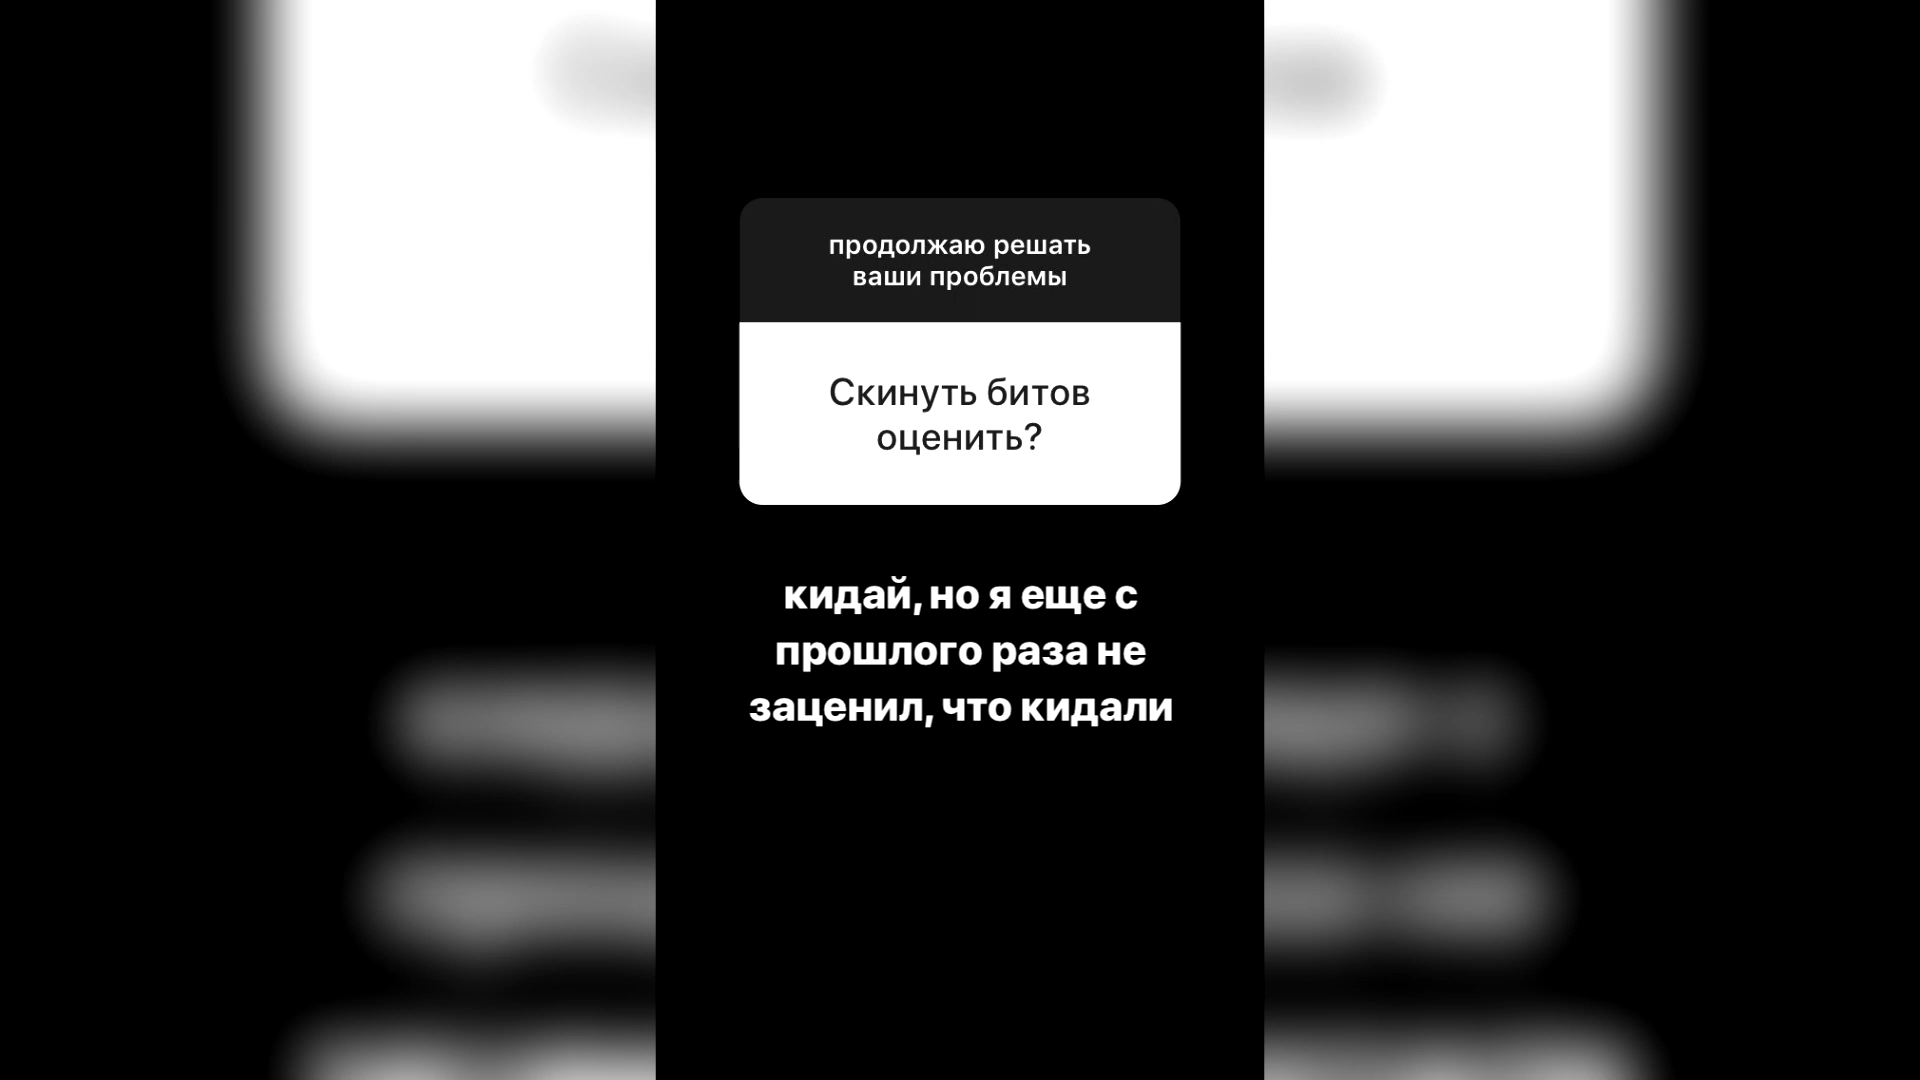 продолжаю решать
ваши проблемы
Скинуть битов
оценить?
кидай, но я еще с
прошлого раза не
заценил, что кидали